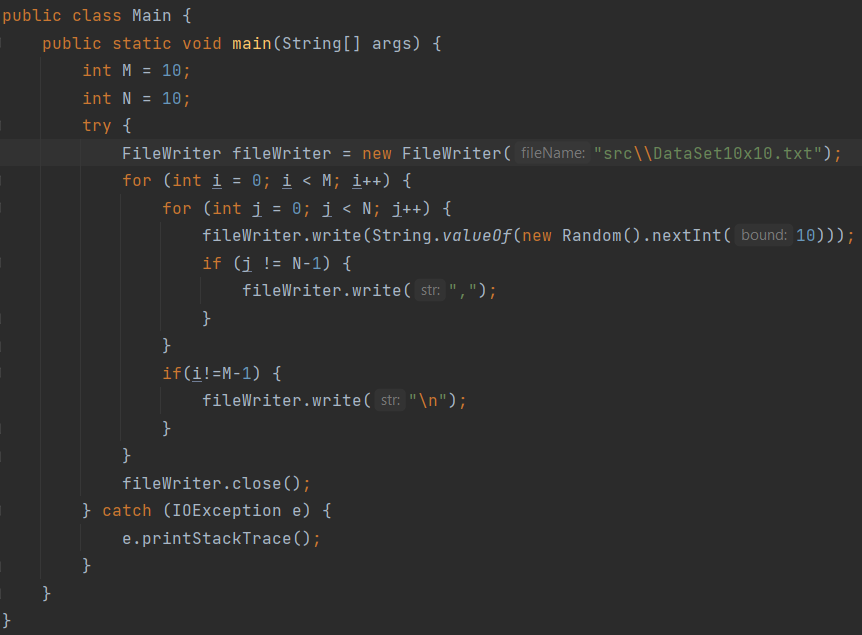 public class Main {
    public static void main(String[] args) {
        int M = 10;
        int N = 10;
        try {
            FileWriter fileWriter = new FileWriter( fileName: "src\\DataSet10x10.txt");
            for (int i = 0; i < M; i++) {
                for (int j = 0; j < N; j++) {
                    fileWriter.write(String.valueOf(new Random().nextInt( bound: 10)));
                    if (j != N-1) {
                        fileWriter.write( str: ",");
                    }
                }
                if(i!=M-1) {
                    fileWriter.write( str: "\n");
                }
            }
            fileWriter.close();
        } catch (IOException e) {
            e.printStackTrace();
        }
    }
}